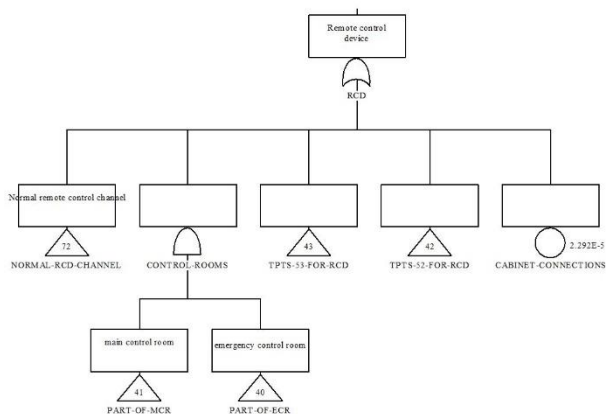 Remote control
device
RCD
Normal remote control channel
72
43
42
2.292E-5
NORMAL-RCD-CHANNEL
CONTROL-ROOMS
TPTS-53-FOR-RCD
TPTS-52-FOR-RCD
CABINET-CONNECTIONS
main control room
emergency control room
41
40
PART-OF-MCR
PART-OF-ECR